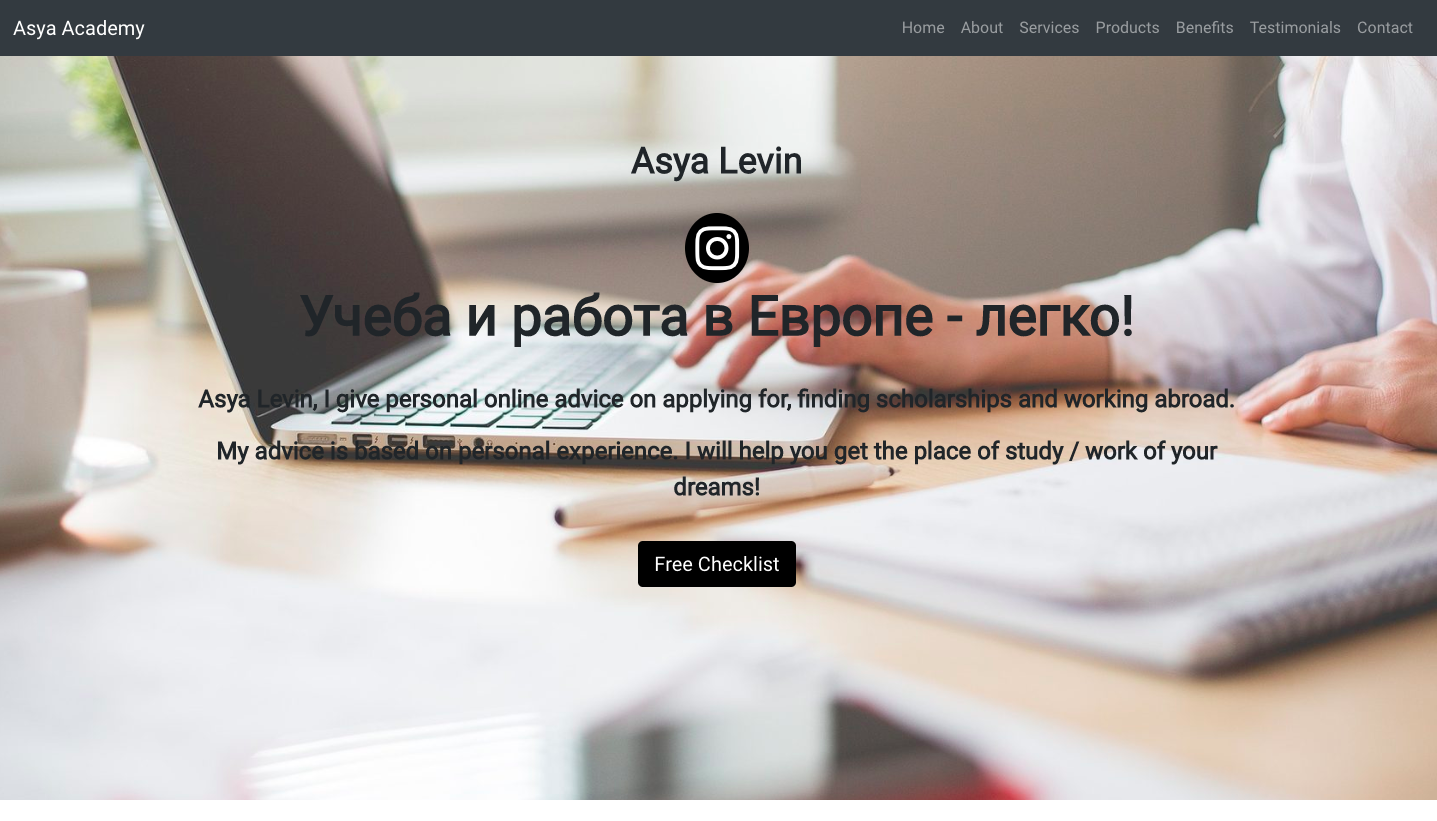 Asya Academy
Home About Services Products Benefits Testimonials Contact
Asya Levin
Учеба и работа в Европе - легко!
Asya Levin, I give personal online advice on applying for, finding scholarships and working abroad.
My advice is based on personal experience. I will help you get the place of study / work of your
dreams!
Free Checklist